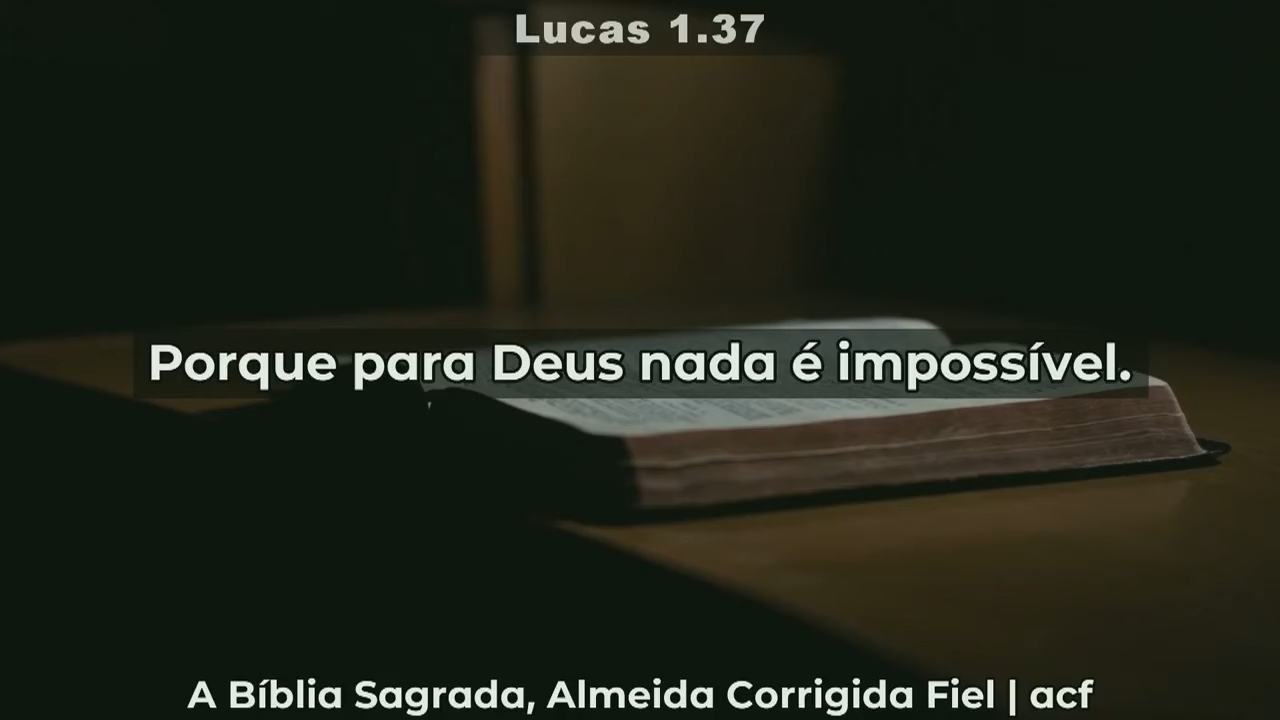 Lucas 1.37
Porque para Deus nada é impossível.
A Bíblia Sagrada, Almeida Corrigida Fiel | acf